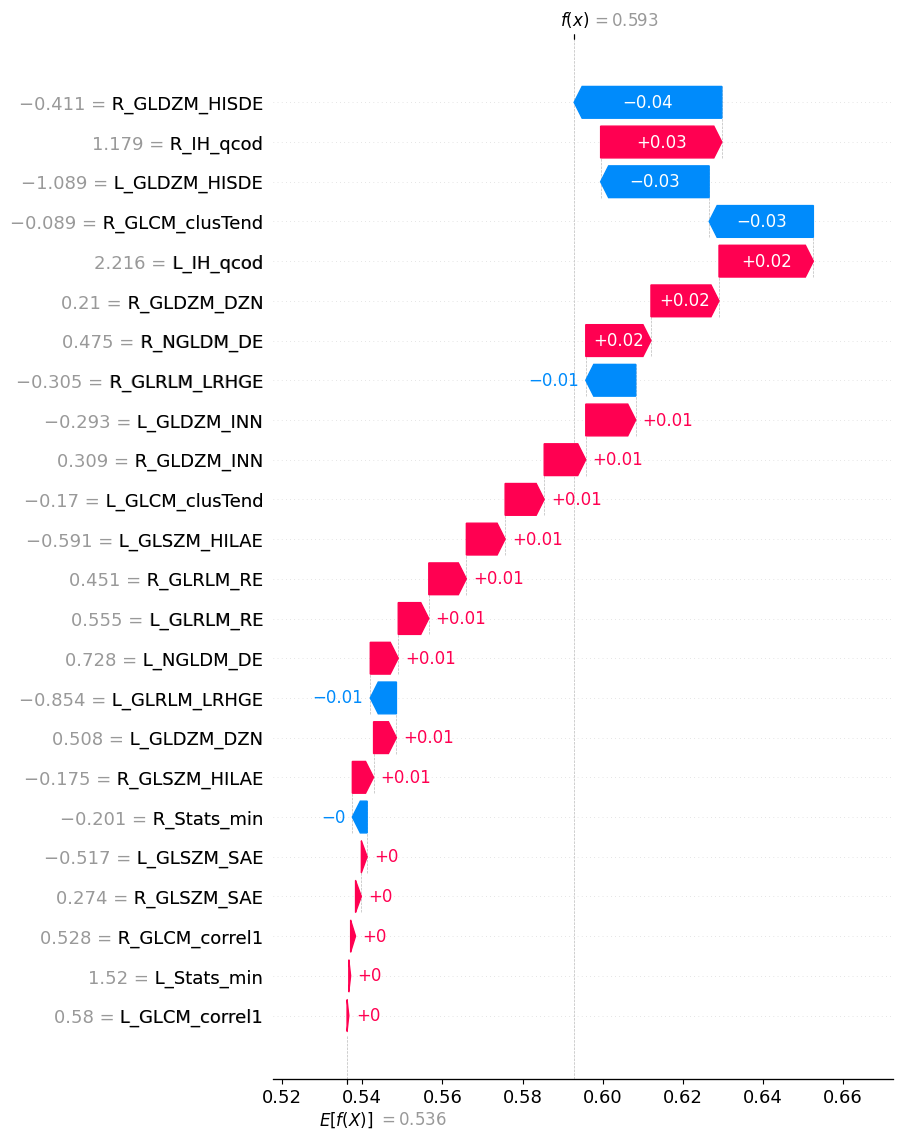 f(x) = 0.593
−0.411 = R_GLDZM_HISDE −0.04
1.179 = R_IH_qcod +0.03
−1.089 = L_GLDZM_HISDE −0.03
−0.089 = R_GLCM_clusTend −0.03
2.216 = L_IH_qcod +0.02
0.21 = R_GLDZM_DZN +0.02
0.475 = R_NGLDM_DE +0.02
−0.305 = R_GLRLM_LRHGE −0.01
−0.293 = L_GLDZM_INN +0.01
0.309 = R_GLDZM_INN +0.01
−0.17 = L_GLCM_clusTend +0.01
−0.591 = L_GLSZM_HILAE +0.01
0.451 = R_GLRLM_RE +0.01
0.555 = L_GLRLM_RE +0.01
0.728 = L_NGLDM_DE +0.01
−0.854 = L_GLRLM_LRHGE −0.01
0.508 = L_GLDZM_DZN +0.01
−0.175 = R_GLSZM_HILAE +0.01
−0.201 = R_Stats_min −0
−0.517 = L_GLSZM_SAE +0
0.274 = R_GLSZM_SAE +0
0.528 = R_GLCM_correl1 +0
1.52 = L_Stats_min +0
0.58 = L_GLCM_correl1 +0
0.52 0.54 0.56 0.58 0.60 0.62 0.64 0.66
E[f(X)] = 0.536